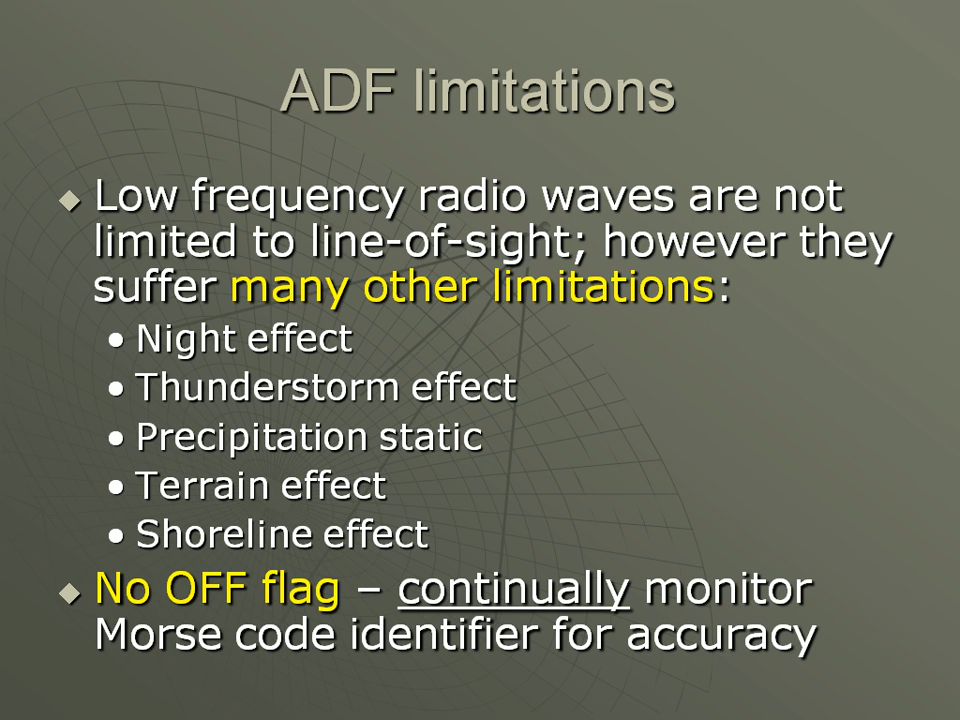 ADF limitations
◆ Low frequency radio waves are not
limited to line-of-sight; however they
suffer many other limitations:
• Night effect
• Thunderstorm effect
• Precipitation static
• Terrain effect
• Shoreline effect
◆ No OFF flag – continually monitor
Morse code identifier for accuracy